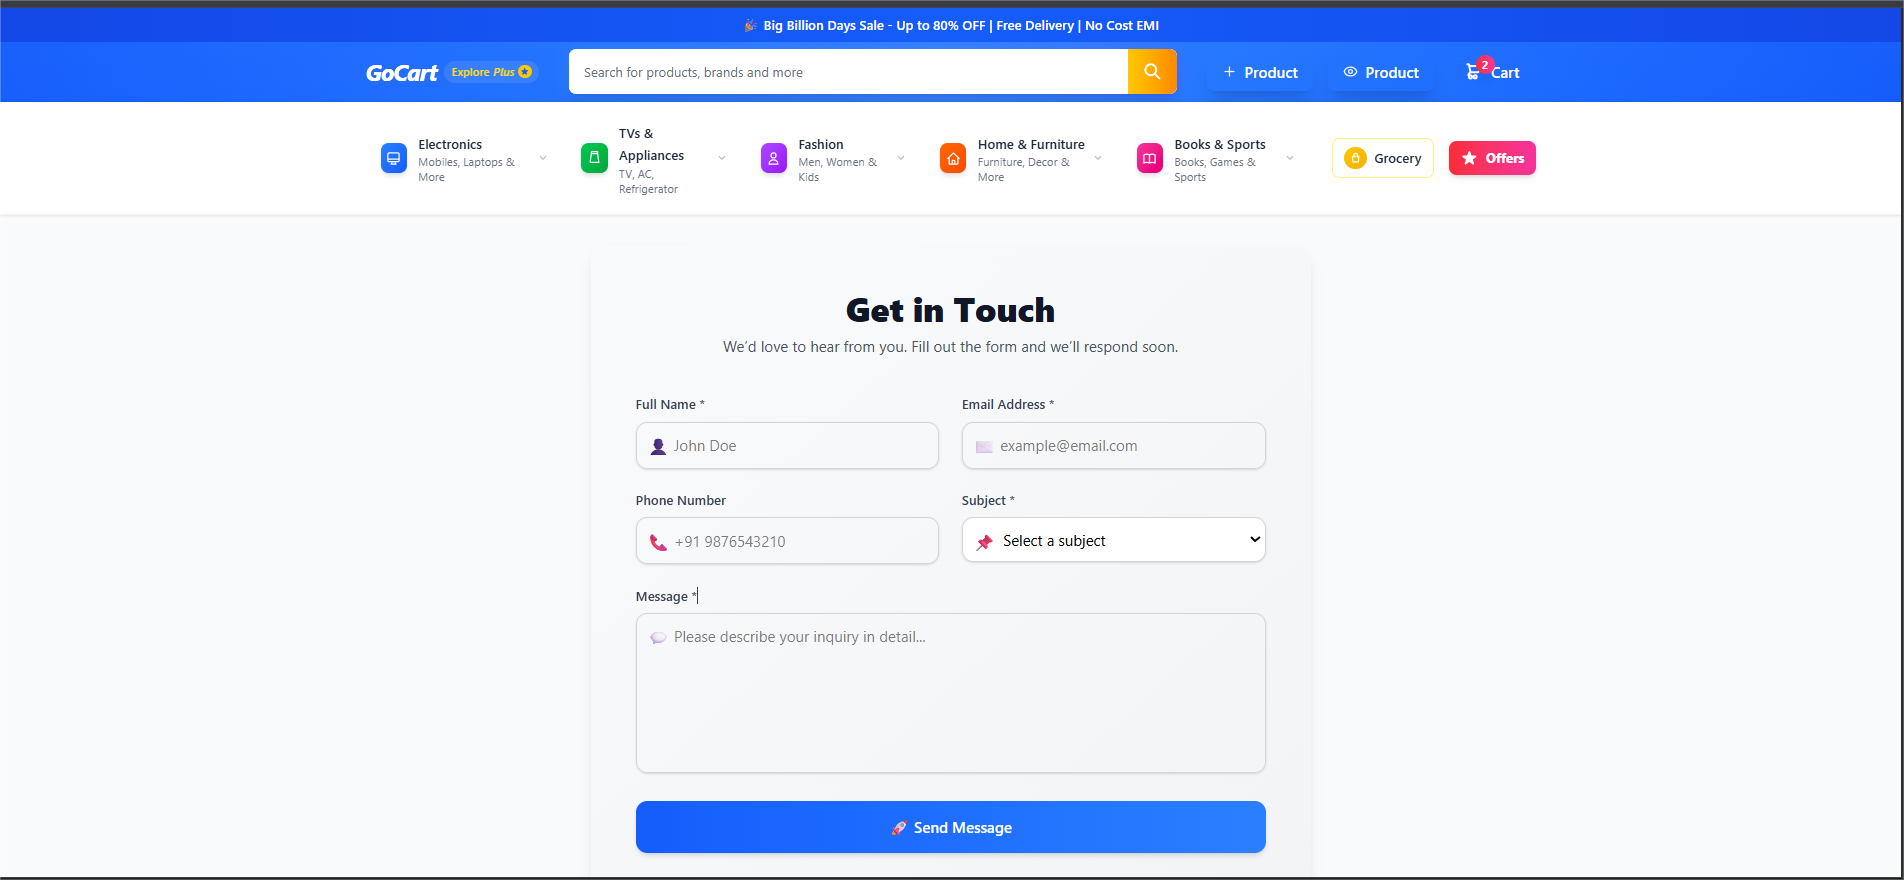 🎉 Big Billion Days Sale - Up to 80% OFF | Free Delivery | No Cost EMI
GoCart
Explore Plus
Search for products, brands and more
Product
Product
2
Cart
Electronics
Mobiles, Laptops &
More
TVs &
Appliances
TV, AC,
Refrigerator
Fashion
Men, Women &
Kids
Home & Furniture
Furniture, Decor &
More
Books & Sports
Books, Games &
Sports
Grocery
Offers
Get in Touch
We’d love to hear from you. Fill out the form and we’ll respond soon.
Full Name *
Email Address *
👤 John Doe
✉️ example@email.com
Phone Number
Subject *
📞 +91 9876543210
📌 Select a subject
Message *
💬 Please describe your inquiry in detail...
🚀 Send Message